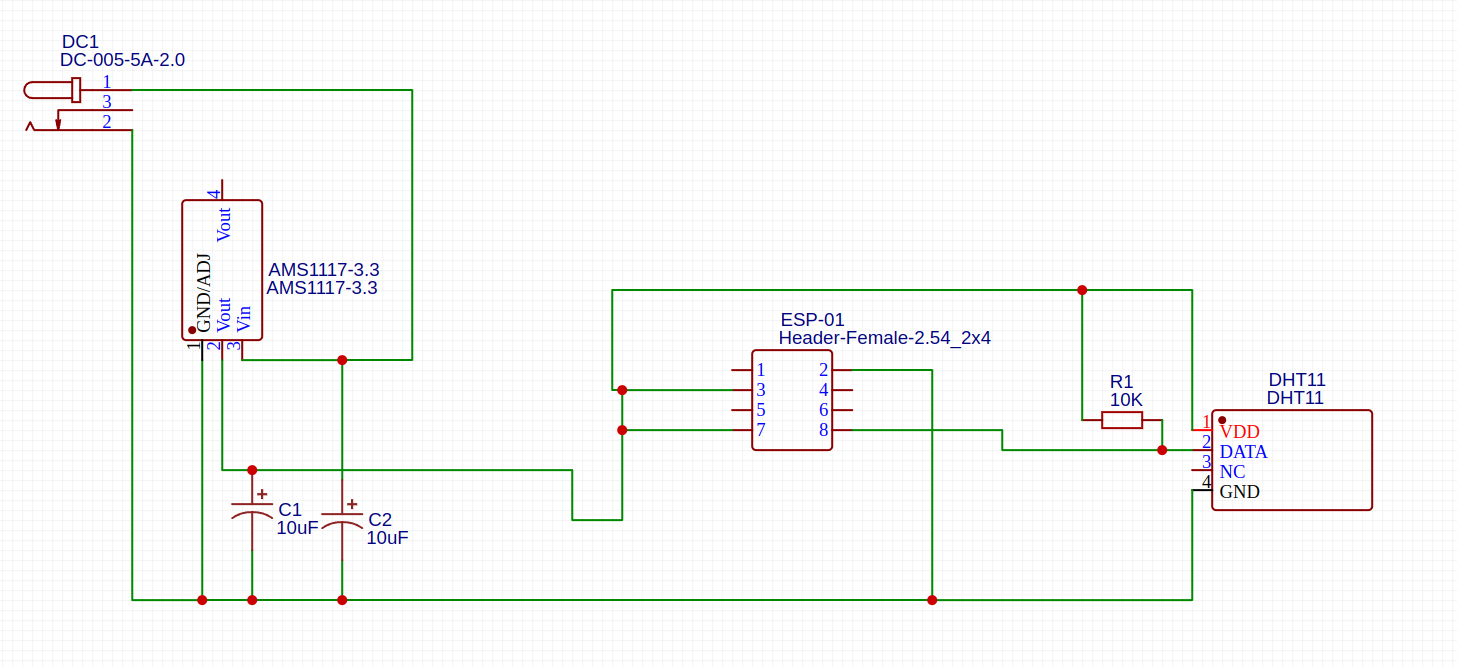 DC1
DC-005-5A-2.0
1
3
2
4
Vout
GND/ADJ
Vout
Vin
1
2
3
AMS1117-3.3
AMS1117-3.3
+
C1
10uF
+
C2
10uF
ESP-01
Header-Female-2.54_2x4
1 2
3 4
5 6
7 8
R1
10K
DHT11
DHT11
1 VDD
2 DATA
3 NC
4 GND